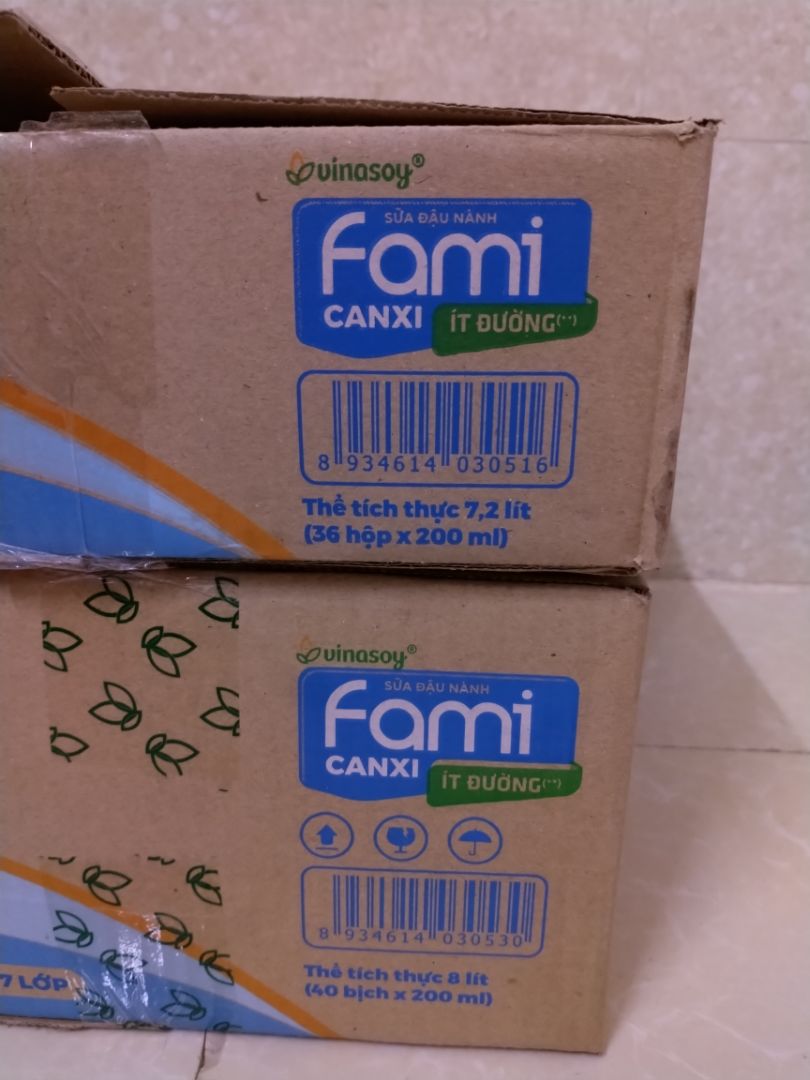 vinasoy®
SỮA ĐẬU NÀNH
Fami
CANXI
ÍT ĐƯỜNG(**)
8 934614 030516
Thể tích thực 7,2 lít
(36 hộp x 200 ml)
vinasoy®
SỮA ĐẬU NÀNH
Fami
CANXI
ÍT ĐƯỜNG(**)
8 934614 030530
7 LỚP
Thể tích thực 8 lít
(40 bịch x 200 ml)